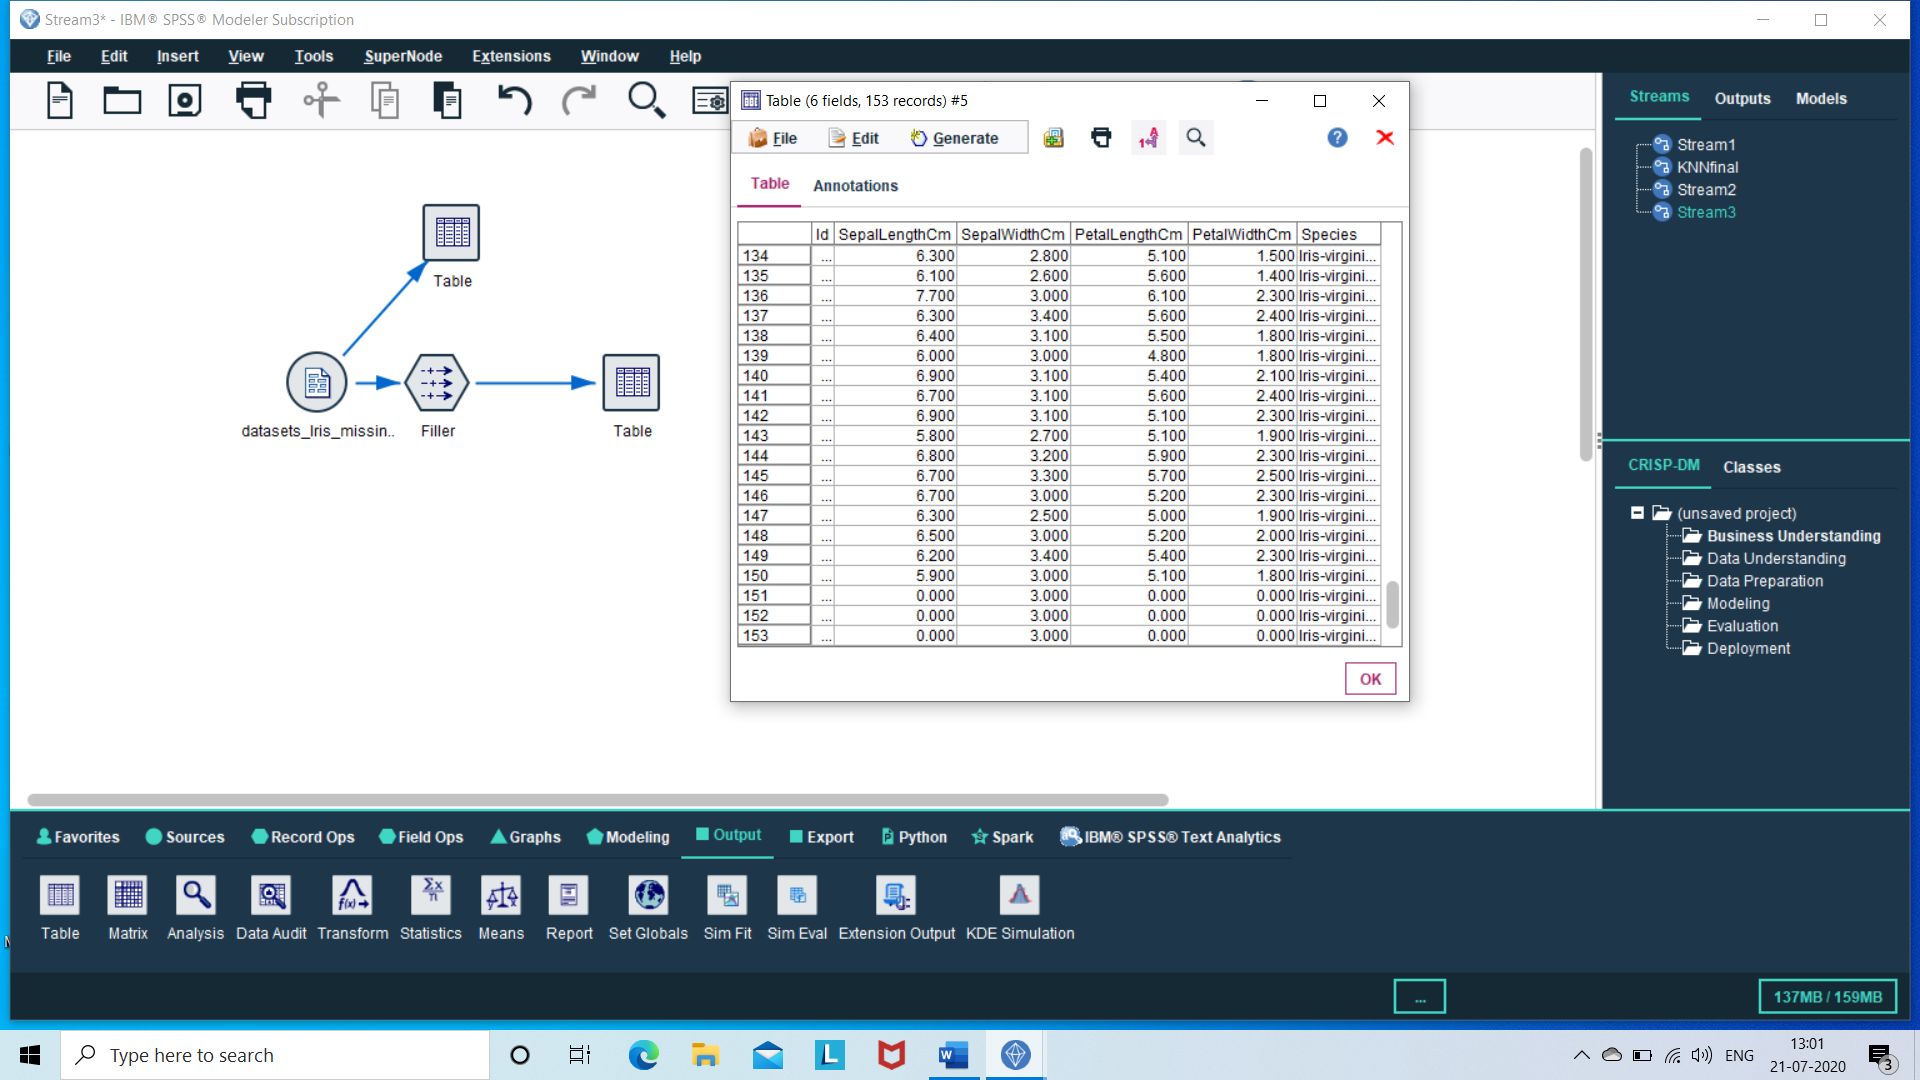 Stream3* - IBM® SPSS® Modeler Subscription
File Edit Insert View Tools SuperNode Extensions Window Help
Table (6 fields, 153 records) #5
File Edit Generate
Table Annotations
Id SepalLengthCm SepalWidthCm PetalLengthCm PetalWidthCm Species
134 ... 6.300 2.800 5.100 1.500 Iris-virgini...
135 ... 6.100 2.600 5.600 1.400 Iris-virgini...
136 ... 7.700 3.000 6.100 2.300 Iris-virgini...
137 ... 6.300 3.400 5.600 2.400 Iris-virgini...
138 ... 6.400 3.100 5.500 1.800 Iris-virgini...
139 ... 6.000 3.000 4.800 1.800 Iris-virgini...
140 ... 6.900 3.100 5.400 2.100 Iris-virgini...
141 ... 6.700 3.100 5.600 2.400 Iris-virgini...
142 ... 6.900 3.100 5.100 2.300 Iris-virgini...
143 ... 5.800 2.700 5.100 1.900 Iris-virgini...
144 ... 6.800 3.200 5.900 2.300 Iris-virgini...
145 ... 6.700 3.300 5.700 2.500 Iris-virgini...
146 ... 6.700 3.000 5.200 2.300 Iris-virgini...
147 ... 6.300 2.500 5.000 1.900 Iris-virgini...
148 ... 6.500 3.000 5.200 2.000 Iris-virgini...
149 ... 6.200 3.400 5.400 2.300 Iris-virgini...
150 ... 5.900 3.000 5.100 1.800 Iris-virgini...
151 ... 0.000 3.000 0.000 0.000 Iris-virgini...
152 ... 0.000 3.000 0.000 0.000 Iris-virgini...
153 ... 0.000 3.000 0.000 0.000 Iris-virgini...
OK
Table
datasets_Iris_missin.. Filler Table
Streams Outputs Models
Stream1
KNNfinal
Stream2
Stream3
CRISP-DM Classes
(unsaved project)
Business Understanding
Data Understanding
Data Preparation
Modeling
Evaluation
Deployment
Favorites Sources Record Ops Field Ops Graphs Modeling Output Export Python Spark IBM® SPSS® Text Analytics
Table Matrix Analysis Data Audit Transform Statistics Means Report Set Globals Sim Fit Sim Eval Extension Output KDE Simulation
... 137MB / 159MB
Type here to search
ENG
13:01
21-07-2020
3